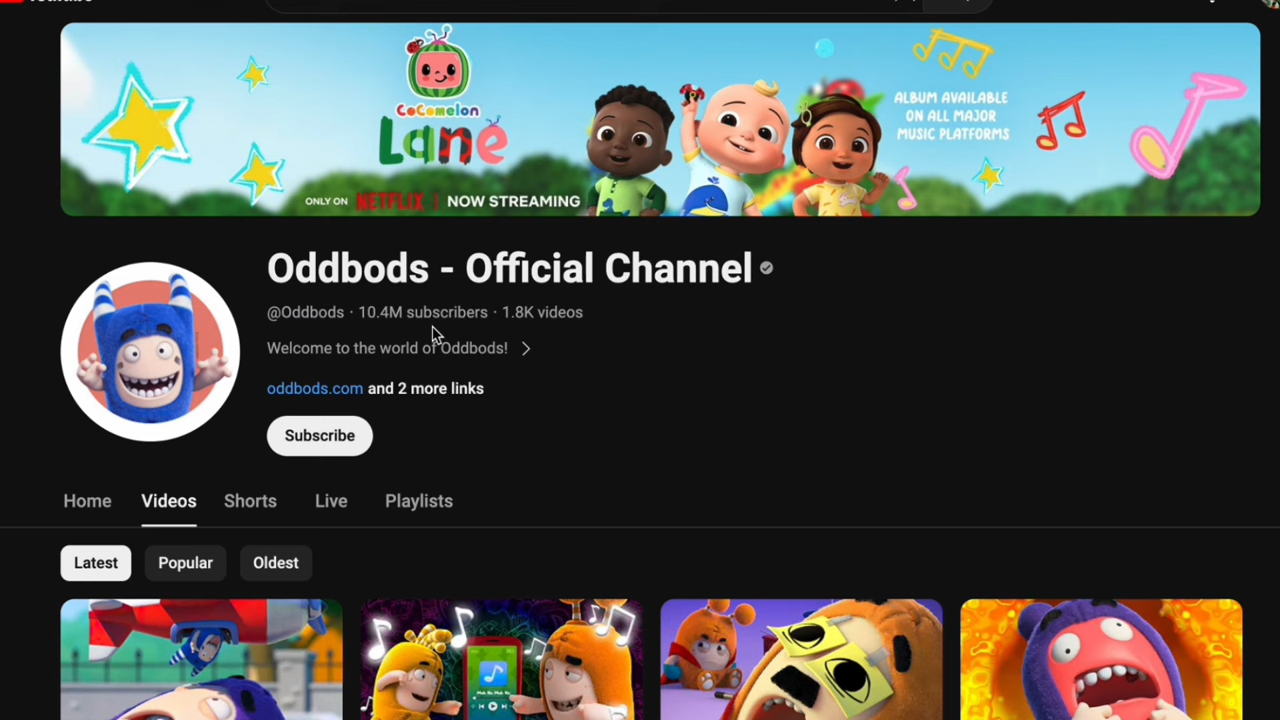 CoComelon
Lane
ONLY ON NETFLIX | NOW STREAMING
ALBUM AVAILABLE
ON ALL MAJOR
MUSIC PLATFORMS
Oddbods - Official Channel
@Oddbods · 10.4M subscribers · 1.8K videos
Welcome to the world of Oddbods!
oddbods.com and 2 more links
Subscribe
Home Videos Shorts Live Playlists
Latest Popular Oldest